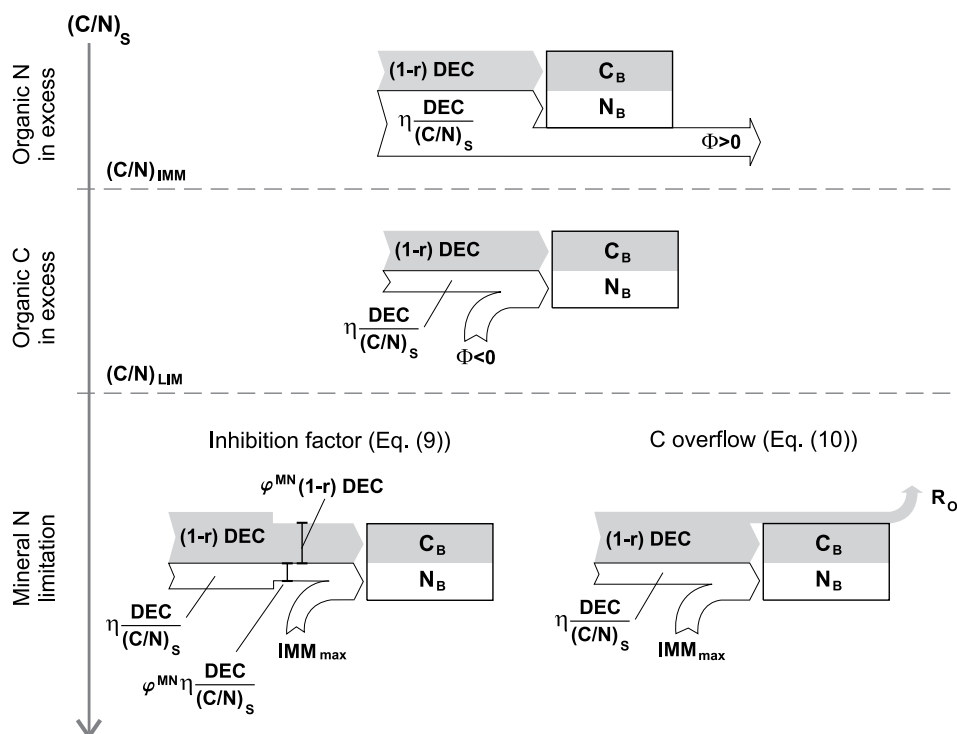 (C/N)S
Organic N
in excess
(1-r) DEC
CB
η DEC
(C/N)S
NB
Φ>0
(C/N)IMM
Organic C
in excess
(1-r) DEC
CB
NB
η DEC
(C/N)S
Φ<0
(C/N)LIM
Mineral N
limitation
Inhibition factor (Eq. (9))
φMN(1-r) DEC
(1-r) DEC
CB
NB
η DEC
(C/N)S
IMMmax
φMNη DEC
(C/N)S
C overflow (Eq. (10))
RO
(1-r) DEC
CB
NB
η DEC
(C/N)S
IMMmax